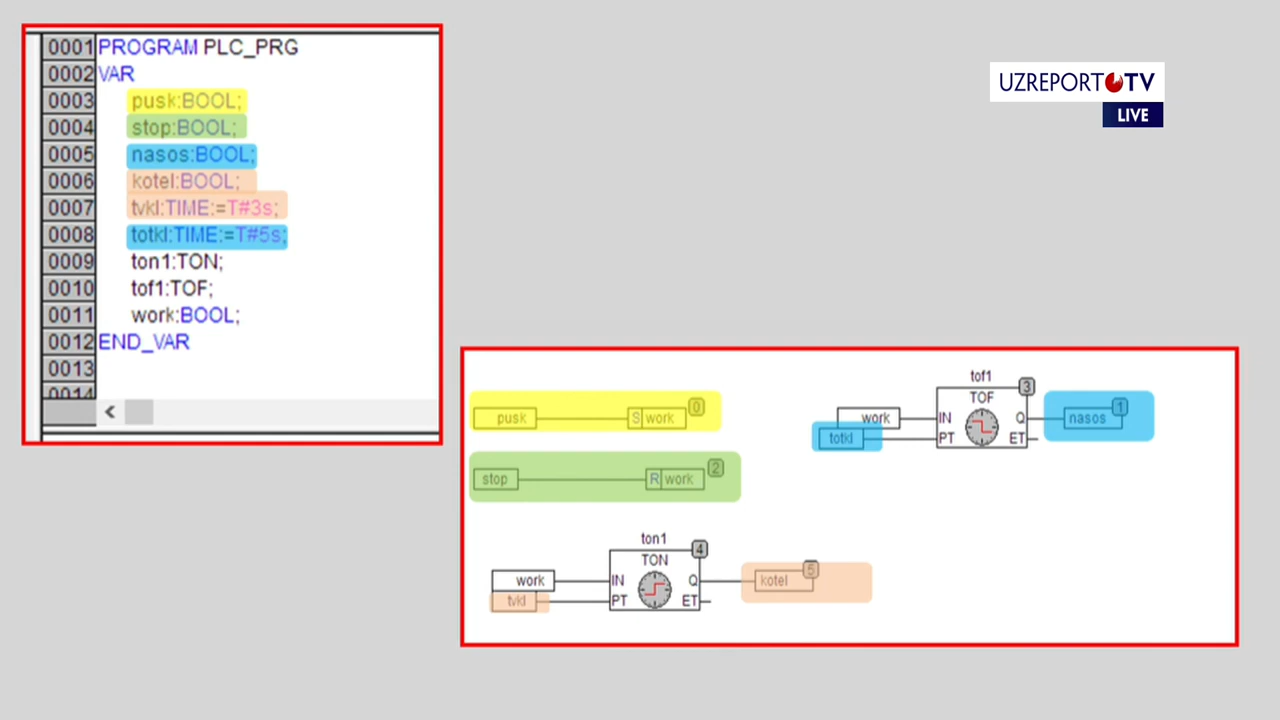 0001 PROGRAM PLC_PRG
0002 VAR
0003 pusk:BOOL;
0004 stop:BOOL;
0005 nasos:BOOL;
0006 kotel:BOOL;
0007 tvkl:TIME:=T#3s;
0008 totkl:TIME:=T#5s;
0009 ton1:TON;
0010 tof1:TOF;
0011 work:BOOL;
0012 END_VAR
0013
0014
UZREPORT TV
LIVE
pusk S work 0
stop R work 2
tof1 3
TOF
work IN Q nasos 1
totkl PT ET
ton1 4
TON
work IN Q kotel 5
tvkl PT ET